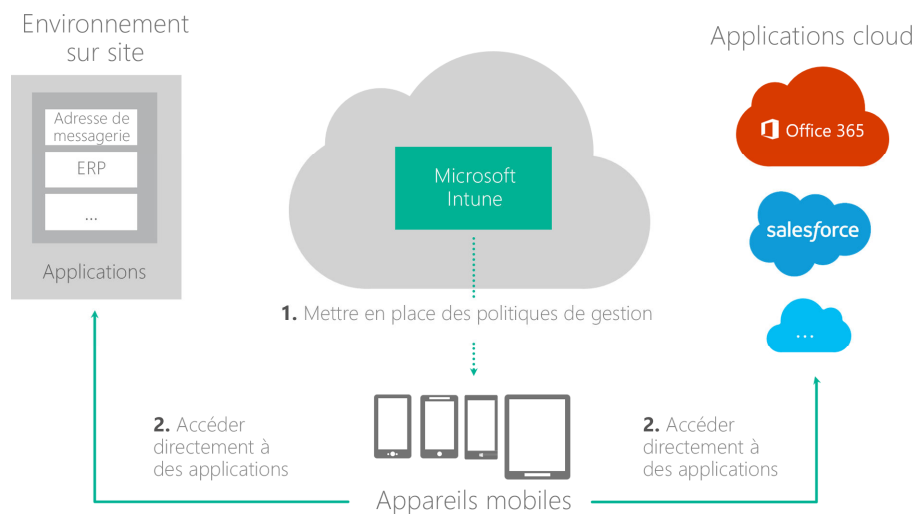 Environnement
sur site
Adresse de
messagerie
ERP
...
Applications
Microsoft
Intune
Applications cloud
Office 365
salesforce
...
1. Mettre en place des politiques de gestion
2. Accéder
directement à
des applications
2. Accéder
directement à
des applications
Appareils mobiles